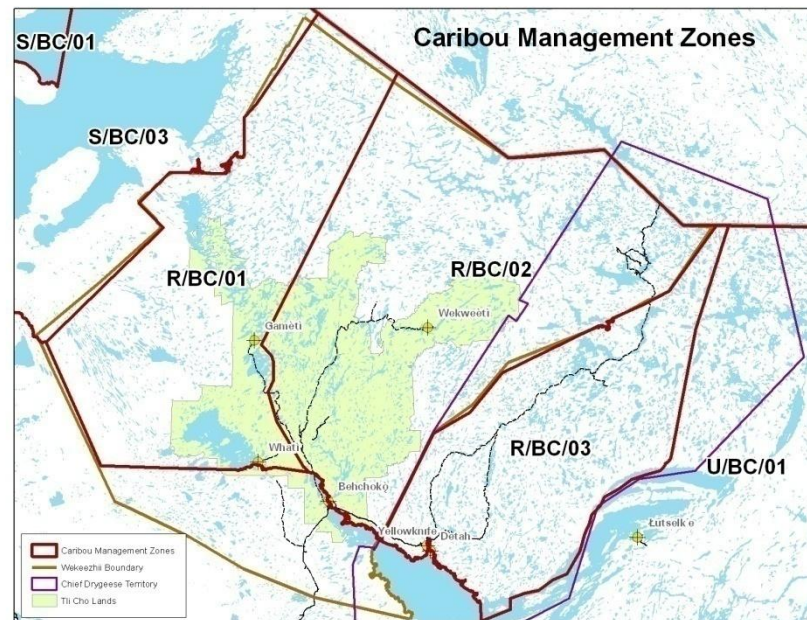 Caribou Management Zones
S/BC/01
S/BC/03
R/BC/01
R/BC/02
Gameti
Wekweeti
R/BC/03
Whati
U/BC/01
Behchoko
Yellowknife
Detah
Łutselk'e
Caribou Management Zones
Wekeezhii Boundary
Chief Drygeese Territory
Tli Cho Lands